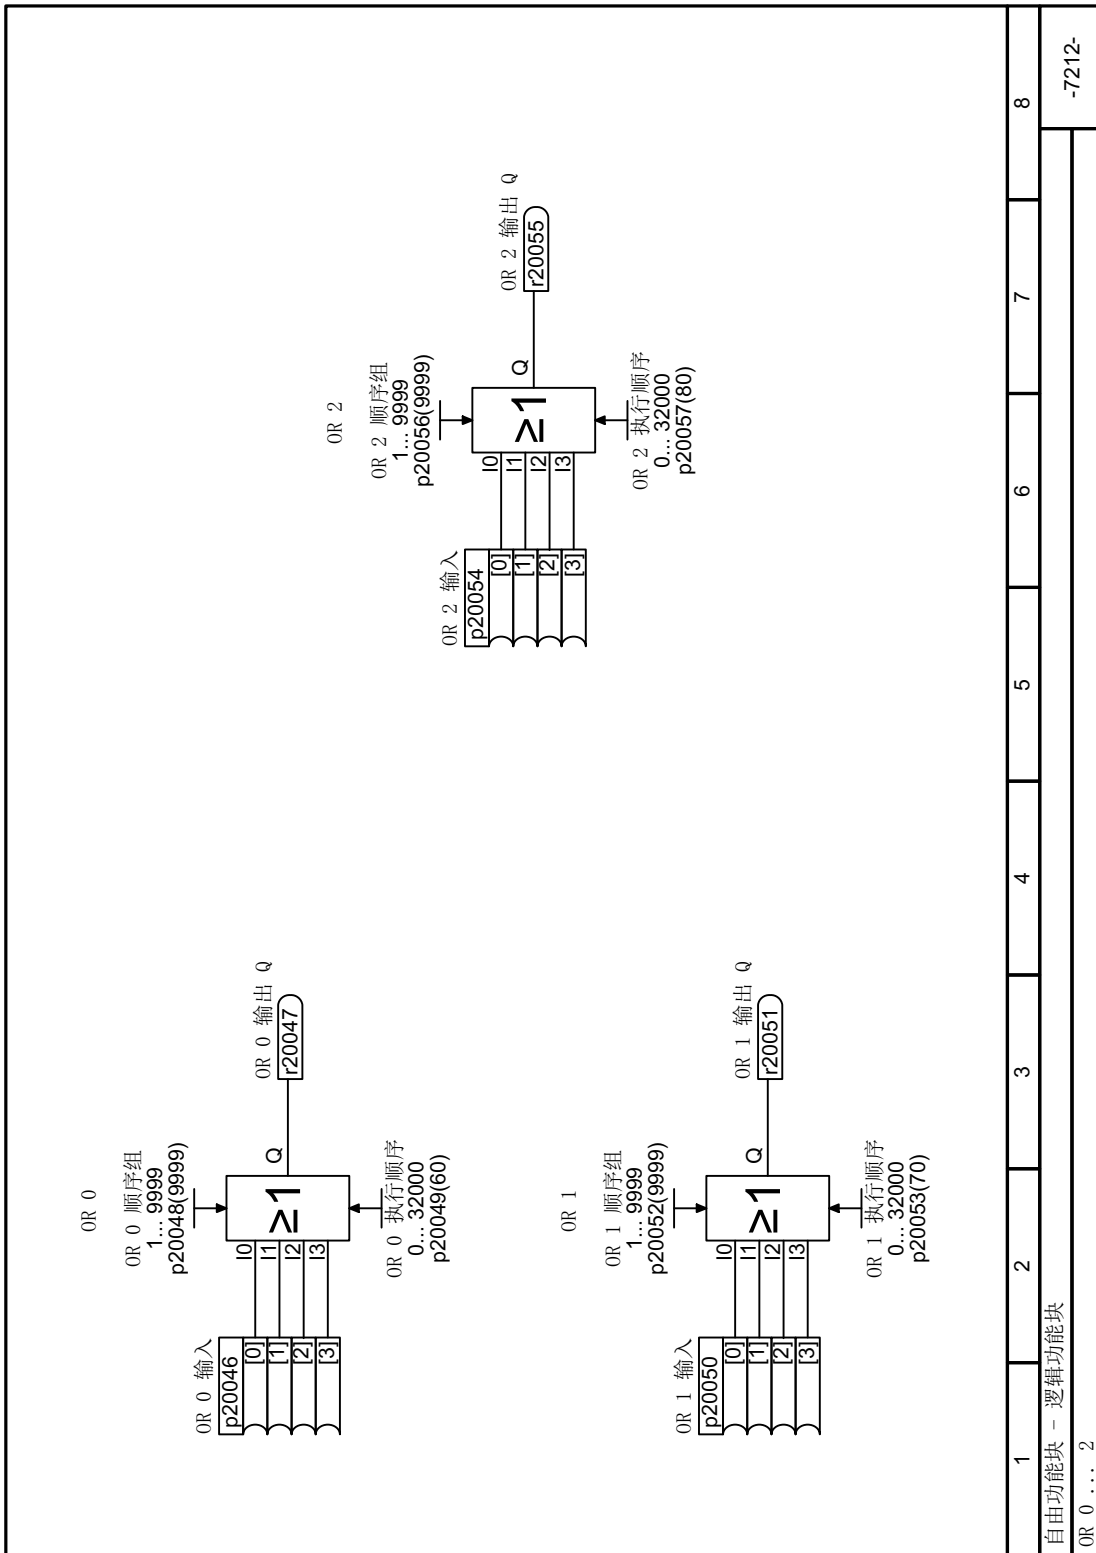 OR 0
OR 0 顺序组
1... 9999
p20048(9999)
OR 0 输入
p20046
[0]
[1]
[2]
[3]
I0
I1
I2
I3
≥1
Q
OR 0 输出 Q
r20047
OR 0 执行顺序
0... 32000
p20049(60)
OR 1
OR 1 顺序组
1... 9999
p20052(9999)
OR 1 输入
p20050
[0]
[1]
[2]
[3]
I0
I1
I2
I3
≥1
Q
OR 1 输出 Q
r20051
OR 1 执行顺序
0... 32000
p20053(70)
OR 2
OR 2 顺序组
1... 9999
p20056(9999)
OR 2 输入
p20054
[0]
[1]
[2]
[3]
I0
I1
I2
I3
≥1
Q
OR 2 输出 Q
r20055
OR 2 执行顺序
0... 32000
p20057(80)
1
2
3
4
5
6
7
8
自由功能块 - 逻辑功能块
OR 0 ... 2
-7212-